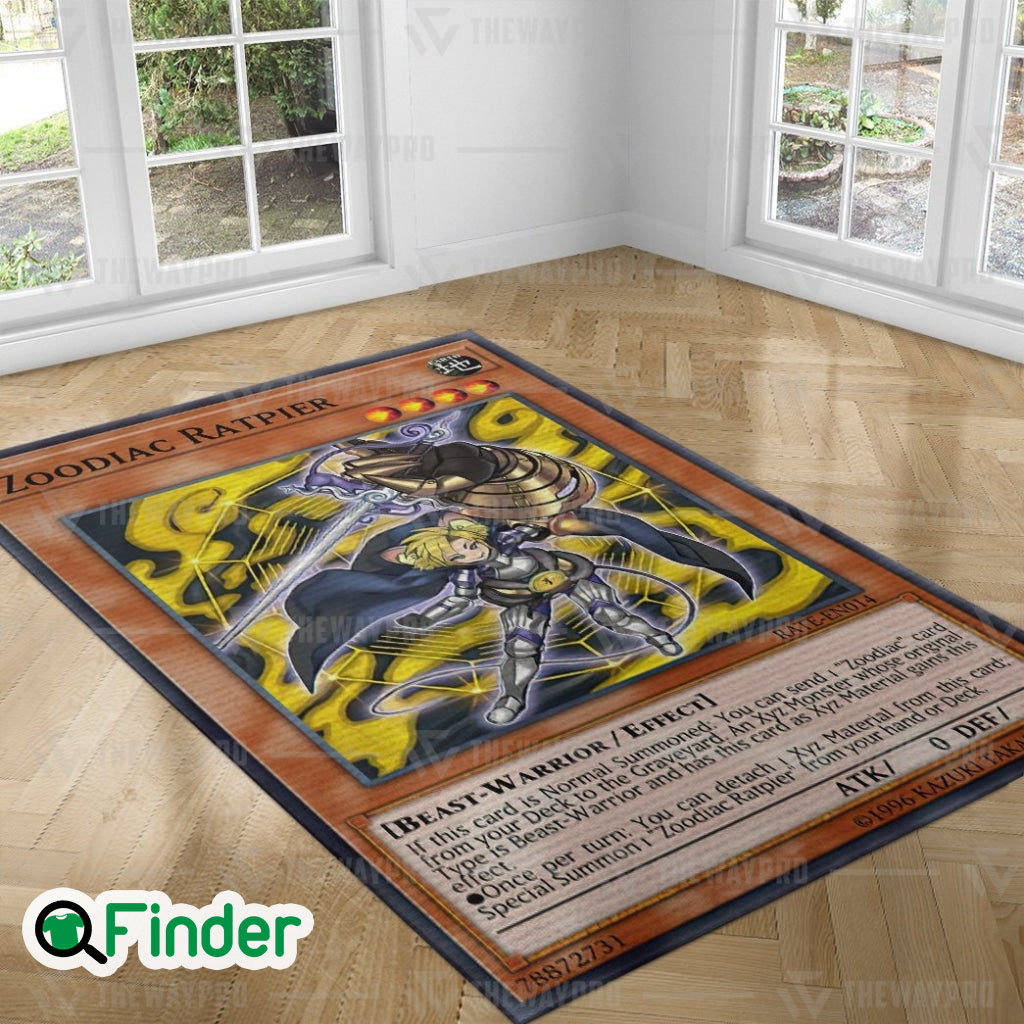 THEWAYPRO
ZOODIAC RATPIER
EARTH
地
RATE-EN014
[BEAST-WARRIOR / EFFECT]
If this card is Normal Summoned: You can send 1 "Zoodiac" card
from your Deck to the Graveyard. An Xyz Monster whose original
Type is Beast-Warrior and has this card as Xyz Material gains this
effect.
●Once per turn: You can detach 1 Xyz Material from this card;
Special Summon 1 "Zoodiac Ratpier" from your hand or Deck.
ATK/ 0 DEF/
78872731
©1996 KAZUKI TAKA
Finder